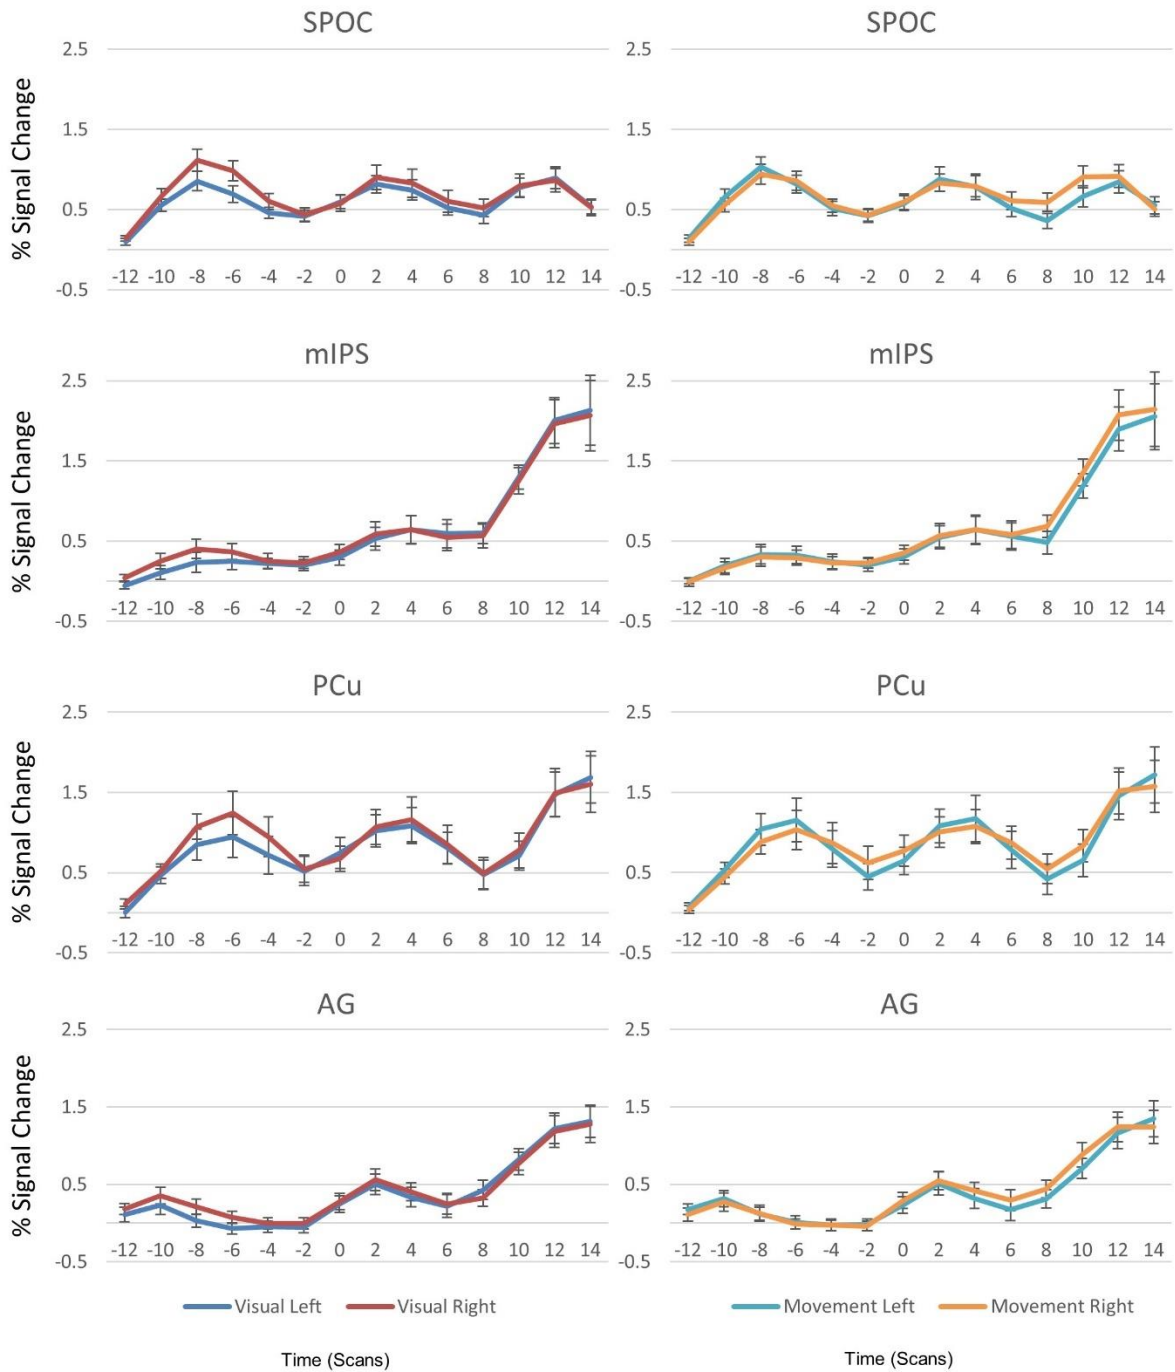 SPOC SPOC
2.5 2.5
1.5 1.5
0.5 0.5
-12 -10 -8 -6 -4 -2 0 2 4 6 8 10 12 14 -12 -10 -8 -6 -4 -2 0 2 4 6 8 10 12 14
-0.5 -0.5
% Signal Change
mIPS mIPS
2.5 2.5
1.5 1.5
0.5 0.5
-12 -10 -8 -6 -4 -2 0 2 4 6 8 10 12 14 -12 -10 -8 -6 -4 -2 0 2 4 6 8 10 12 14
-0.5 -0.5
% Signal Change
PCu PCu
2.5 2.5
1.5 1.5
0.5 0.5
-12 -10 -8 -6 -4 -2 0 2 4 6 8 10 12 14 -12 -10 -8 -6 -4 -2 0 2 4 6 8 10 12 14
-0.5 -0.5
% Signal Change
AG AG
2.5 2.5
1.5 1.5
0.5 0.5
-12 -10 -8 -6 -4 -2 0 2 4 6 8 10 12 14 -12 -10 -8 -6 -4 -2 0 2 4 6 8 10 12 14
-0.5 -0.5
% Signal Change
Visual Left Visual Right Movement Left Movement Right
Time (Scans) Time (Scans)